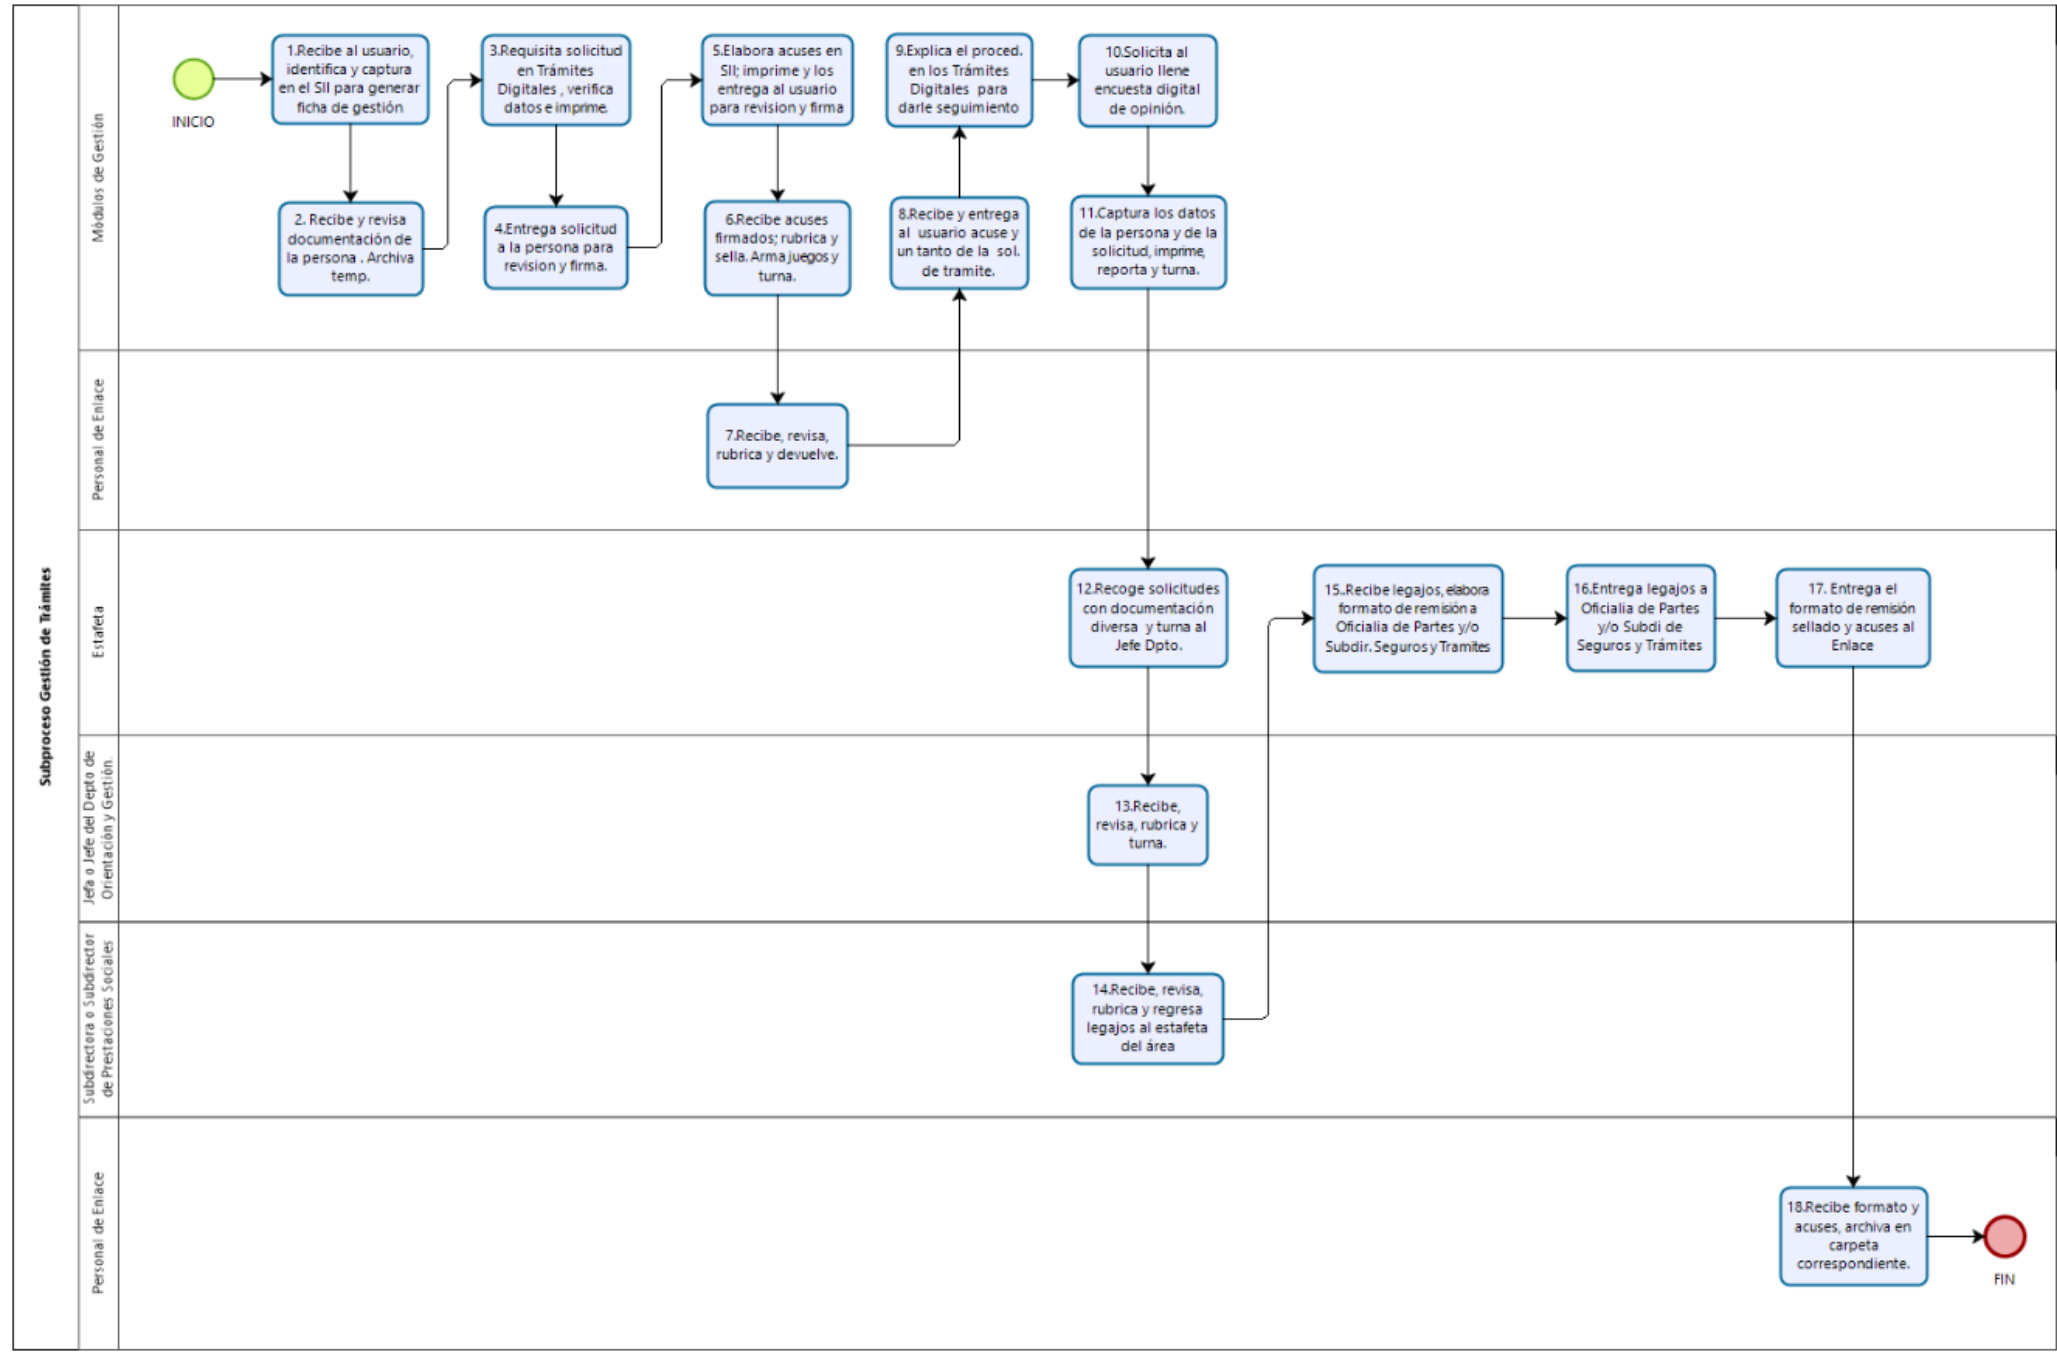 Subproceso Gestión de Trámites
Módulos de Gestión
INICIO
1.Recibe al usuario,
identifica y captura
en el SII para generar
ficha de gestión
2. Recibe y revisa
documentación de
la persona . Archiva
temp.
3.Requisita solicitud
en Trámites
Digitales , verifica
datos e imprime.
4.Entrega solicitud
a la persona para
revision y firma.
5.Elabora acuses en
SII; imprime y los
entrega al usuario
para revision y firma
6.Recibe acuses
firmados; rubrica y
sella. Arma juegos y
turna.
Personal de Enlace
7.Recibe, revisa,
rubrica y devuelve.
8.Recibe y entrega
al usuario acuse y
un tanto de la sol.
de tramite.
9.Explica el proced.
en los Trámites
Digitales para
darle seguimiento
10.Solicita al
usuario llene
encuesta digital
de opinión.
11.Captura los datos
de la persona y de la
solicitud, imprime,
reporta y turna.
Estafeta
12.Recoge solicitudes
con documentación
diversa y turna al
Jefe Dpto.
Jefa o Jefe del Depto de
Orientación y Gestión.
13.Recibe,
revisa, rubrica y
turna.
Subdirectora o Subdirector
de Prestaciones Sociales
14.Recibe, revisa,
rubrica y regresa
legajos al estafeta
del área
15..Recibe legajos, elabora
formato de remisión a
Oficialia de Partes y/o
Subdir. Seguros y Tramites
16.Entrega legajos a
Oficialia de Partes
y/o Subdi de
Seguros y Trámites
17. Entrega el
formato de remisión
sellado y acuses al
Enlace
Personal de Enlace
18.Recibe formato y
acuses, archiva en
carpeta
correspondiente.
FIN